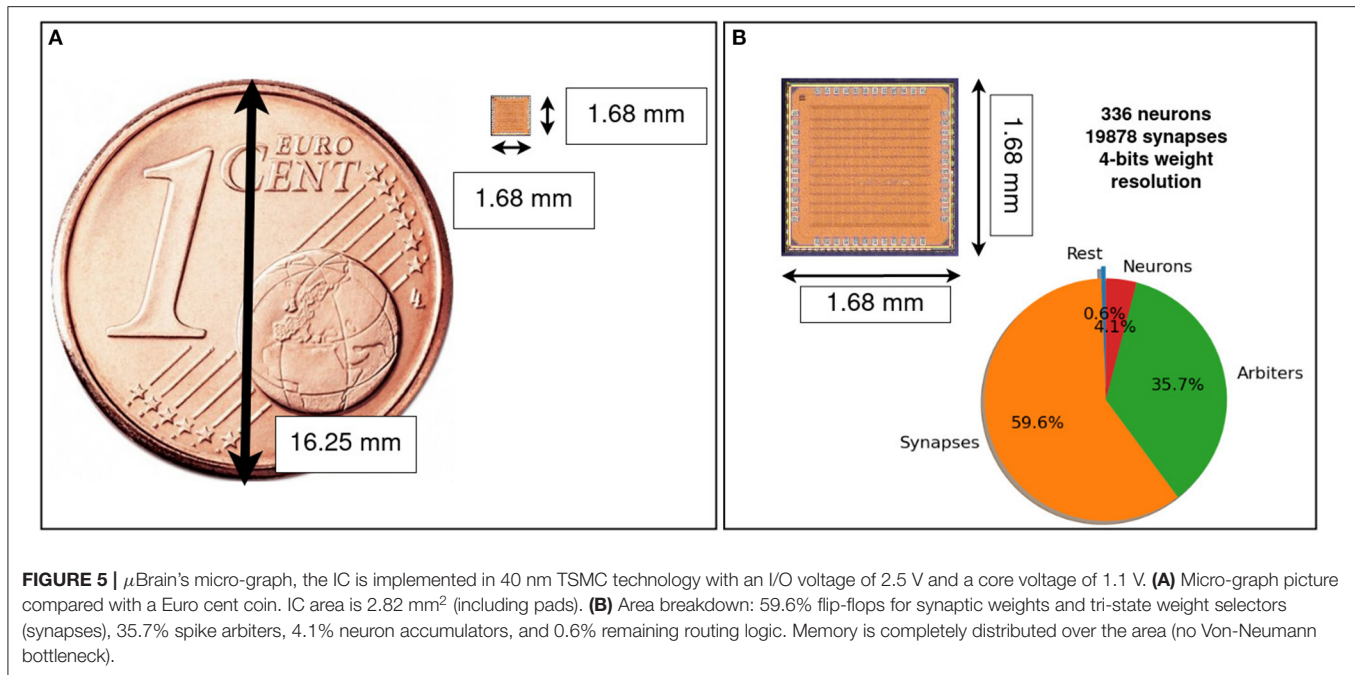 A
1
EURO
CENT
16.25 mm
1.68 mm
1.68 mm
B
1.68 mm
1.68 mm
336 neurons
19878 synapses
4-bits weight
resolution
Rest
Neurons
0.6%
4.1%
Arbiters
35.7%
59.6%
Synapses
FIGURE 5 | μBrain’s micro-graph, the IC is implemented in 40 nm TSMC technology with an I/O voltage of 2.5 V and a core voltage of 1.1 V. (A) Micro-graph picture
compared with a Euro cent coin. IC area is 2.82 mm² (including pads). (B) Area breakdown: 59.6% flip-flops for synaptic weights and tri-state weight selectors
(synapses), 35.7% spike arbiters, 4.1% neuron accumulators, and 0.6% remaining routing logic. Memory is completely distributed over the area (no Von-Neumann
bottleneck).